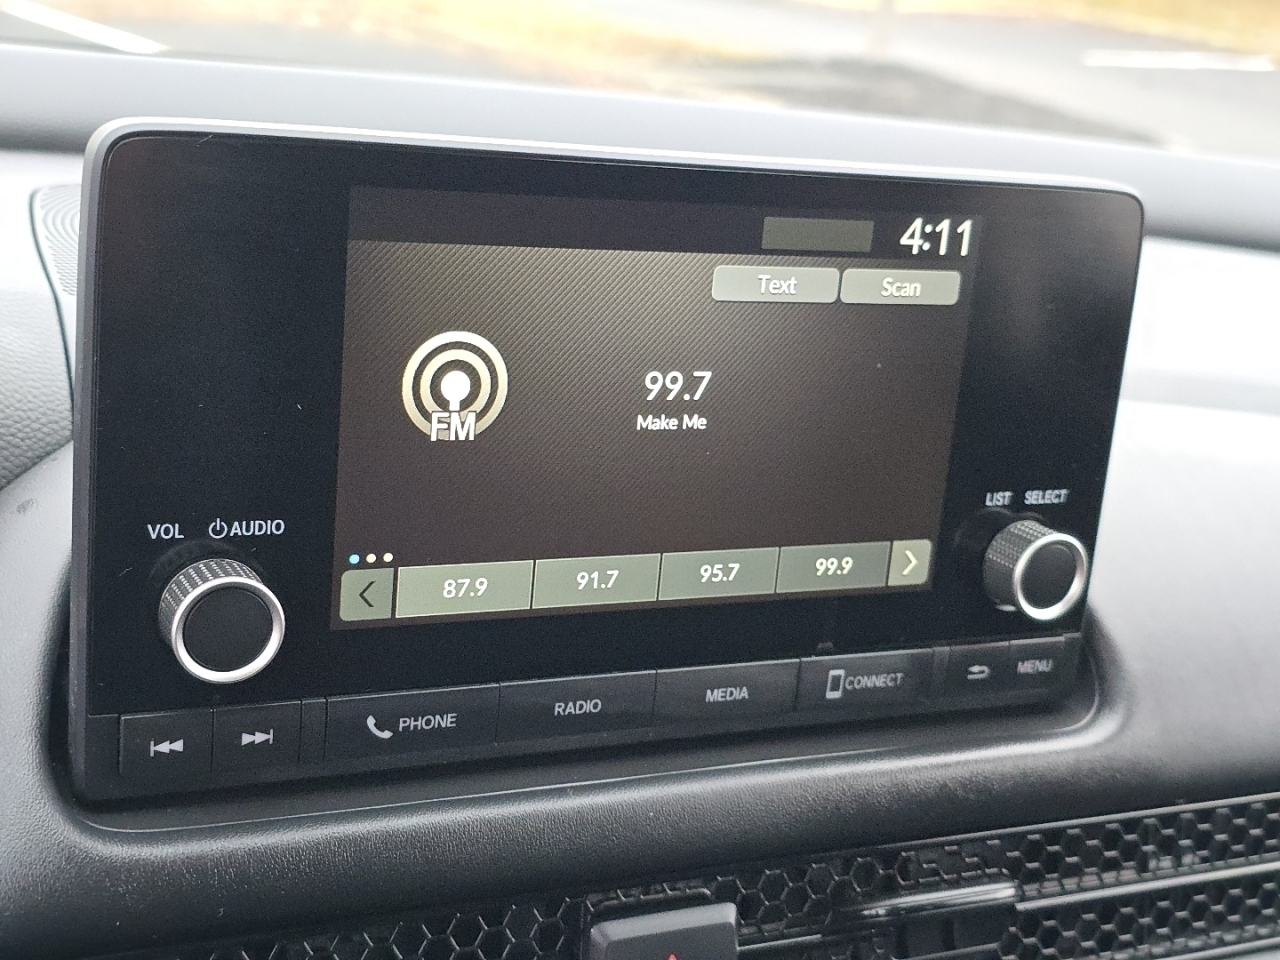 4:11
Text Scan
99.7
Make Me
FM
LIST SELECT
VOL AUDIO
87.9 91.7 95.7 99.9
PHONE RADIO MEDIA CONNECT MENU